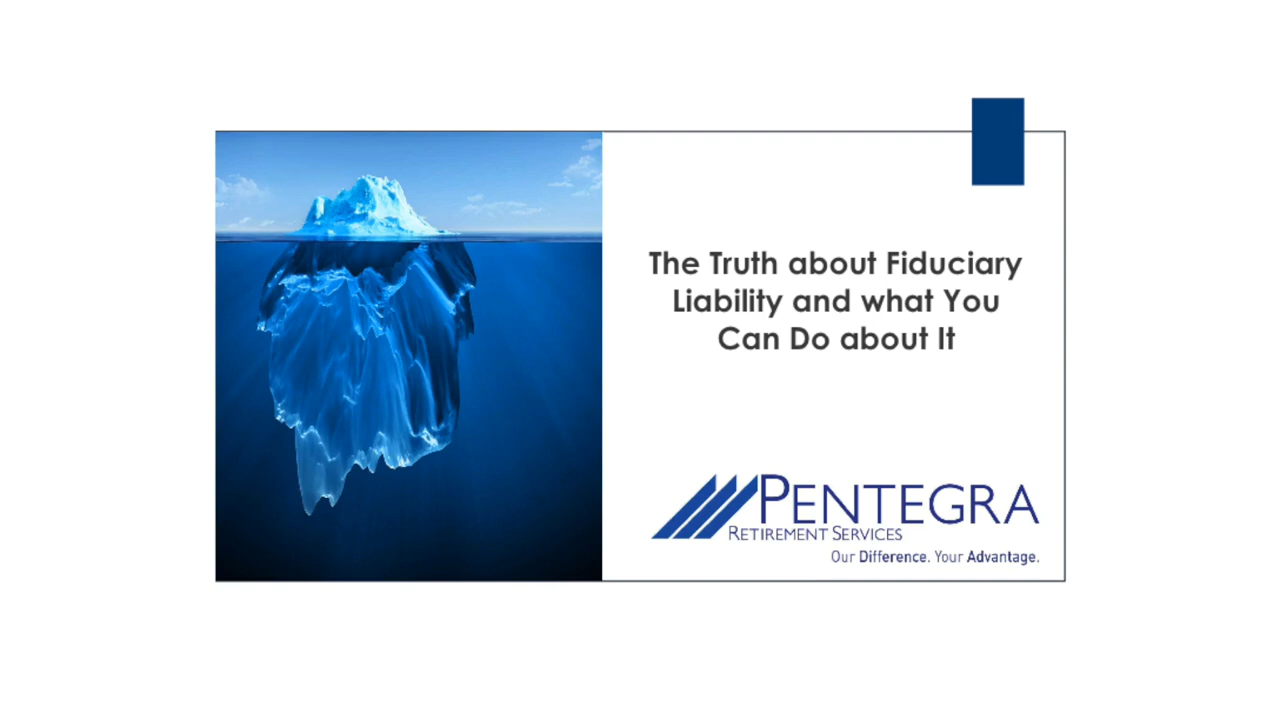 The Truth about Fiduciary
Liability and what You
Can Do about It
PENTEGRA
RETIREMENT SERVICES
Our Difference. Your Advantage.